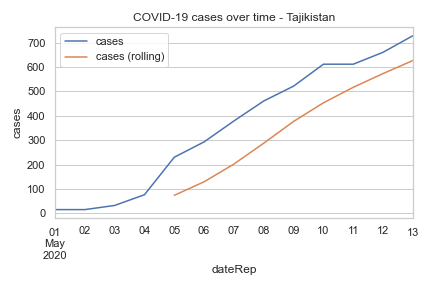 COVID-19 cases over time - Tajikistan
cases
cases (rolling)
700
600
500
400
300
200
100
0
cases
01 02 03 04 05 06 07 08 09 10 11 12 13
May
2020
dateRep